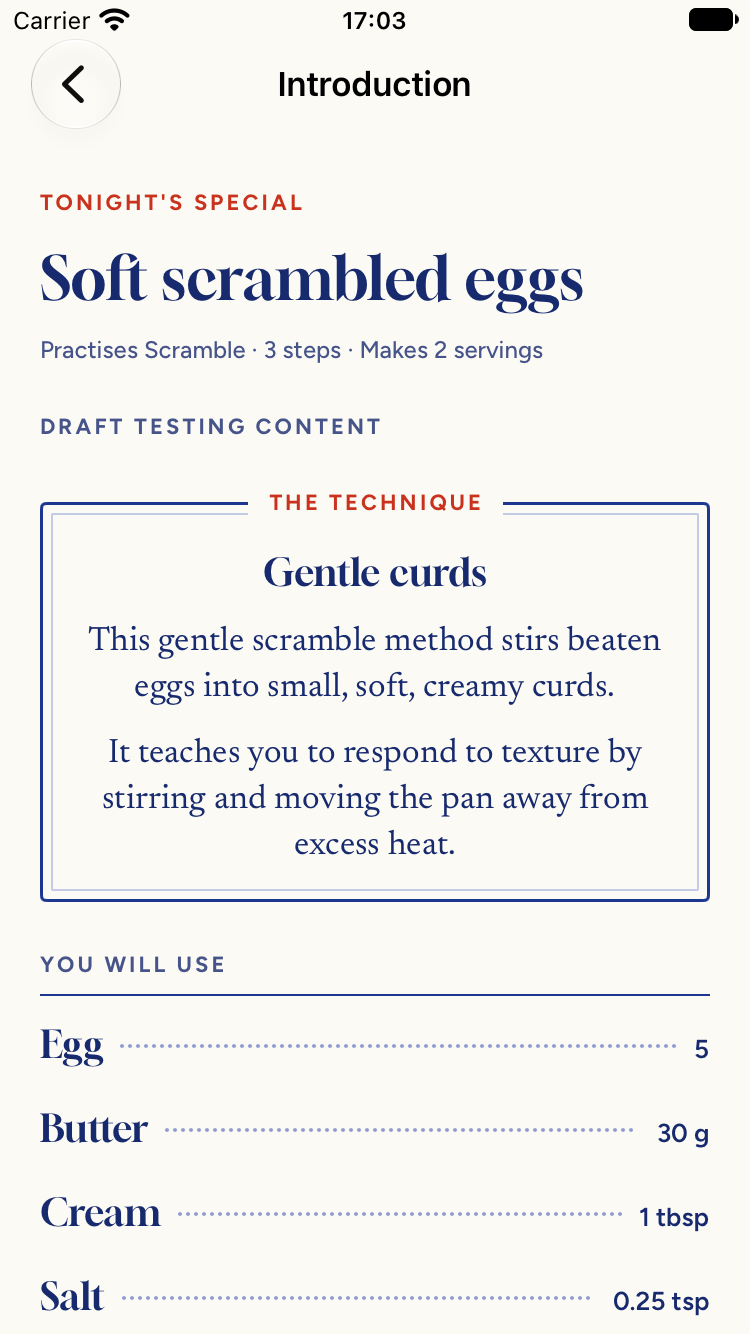 Carrier
17:03
Introduction
TONIGHT'S SPECIAL
Soft scrambled eggs
Practises Scramble · 3 steps · Makes 2 servings
DRAFT TESTING CONTENT
THE TECHNIQUE
Gentle curds
This gentle scramble method stirs beaten
eggs into small, soft, creamy curds.
It teaches you to respond to texture by
stirring and moving the pan away from
excess heat.
YOU WILL USE
Egg 5
Butter 30 g
Cream 1 tbsp
Salt 0.25 tsp